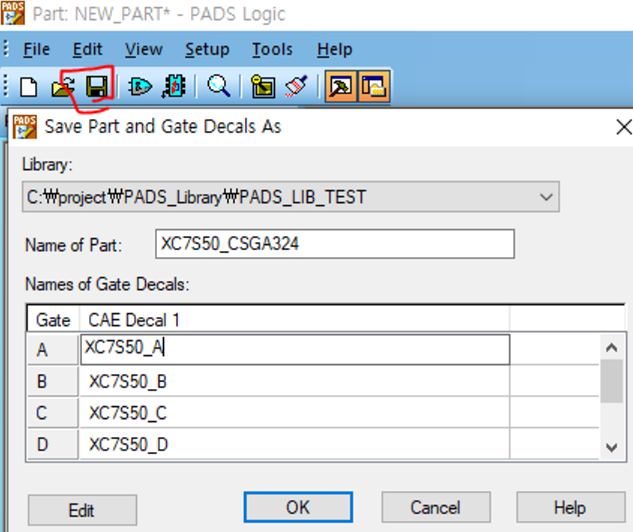 PADS Part: NEW_PART* - PADS Logic
File Edit View Setup Tools Help
PADS Save Part and Gate Decals As
Library:
C:₩project₩PADS_Library₩PADS_LIB_TEST
Name of Part: XC7S50_CSGA324
Names of Gate Decals:
Gate CAE Decal 1
A XC7S50_A
B XC7S50_B
C XC7S50_C
D XC7S50_D
Edit OK Cancel Help